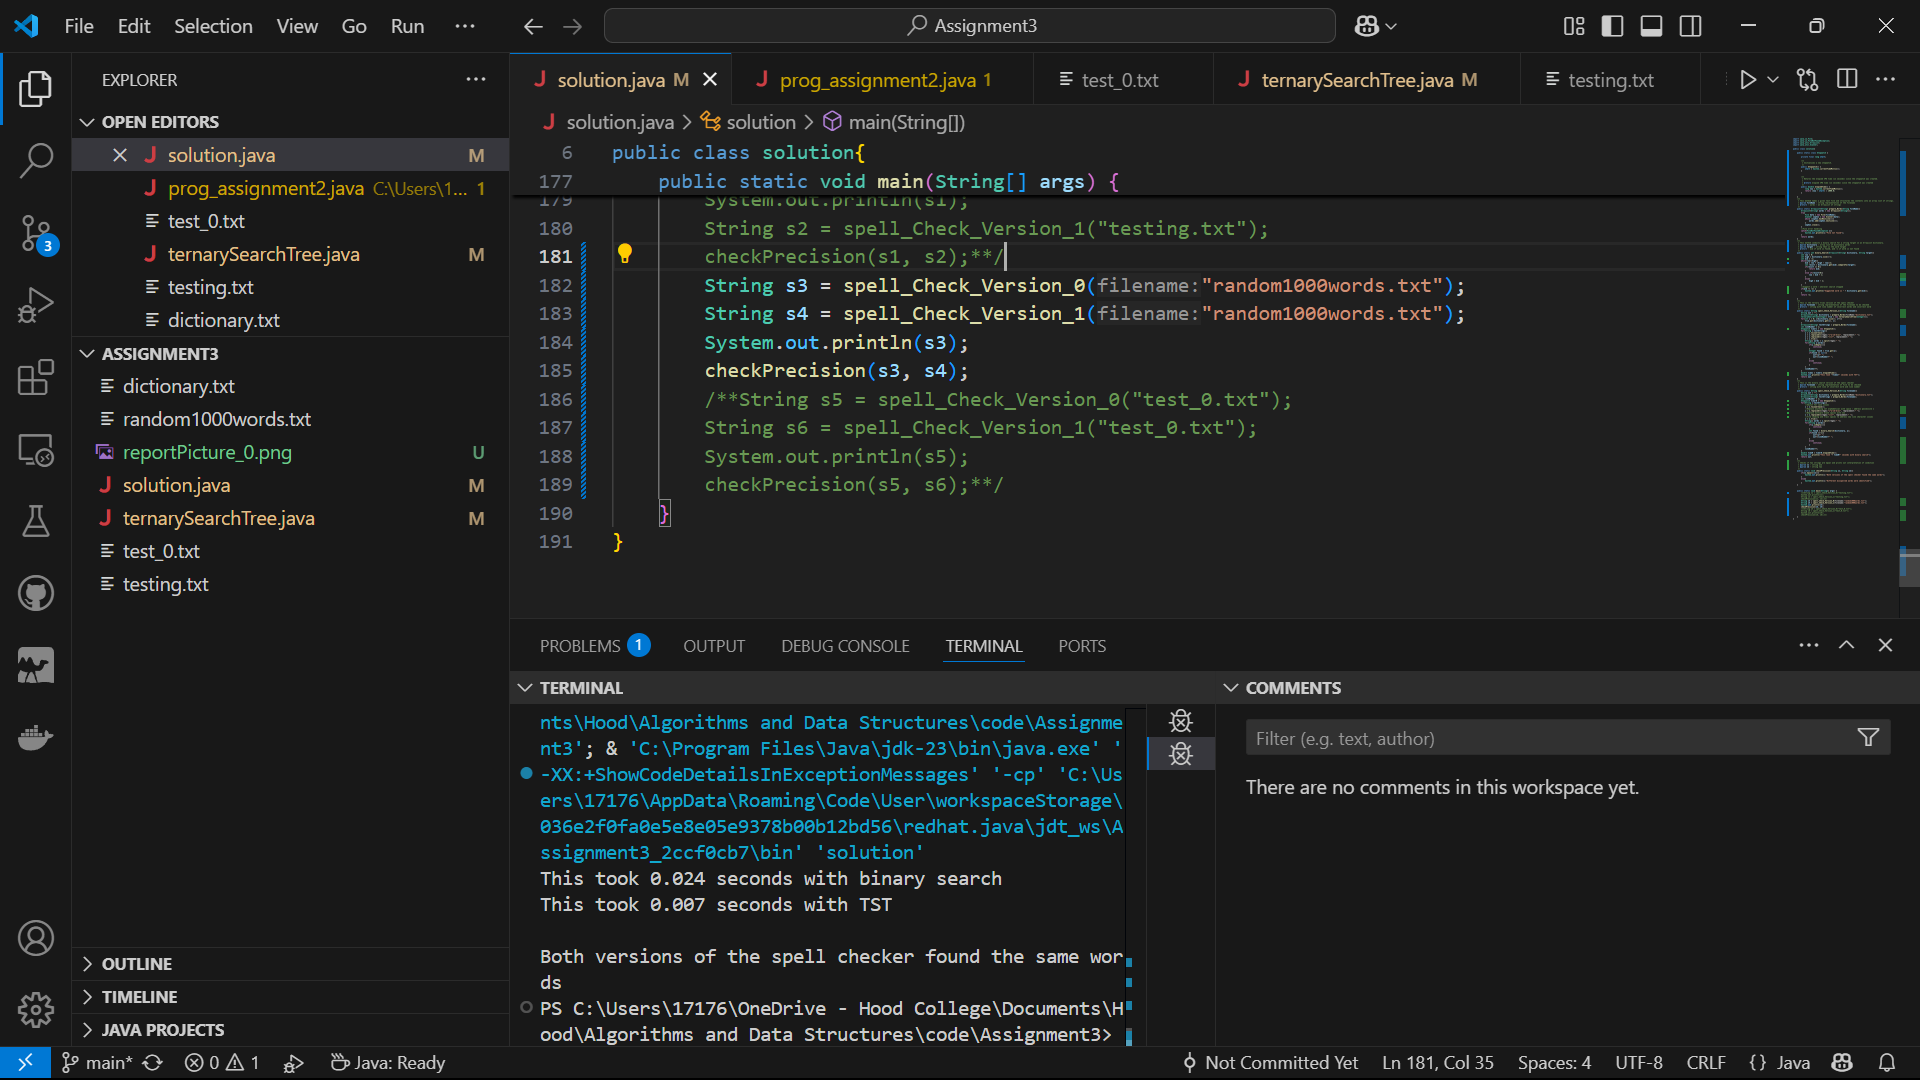 File Edit Selection View Go Run ···
Assignment3
EXPLORER
OPEN EDITORS
solution.java M
prog_assignment2.java C:\Users\1... 1
test_0.txt
ternarySearchTree.java M
testing.txt
dictionary.txt
ASSIGNMENT3
dictionary.txt
random1000words.txt
reportPicture_0.png U
solution.java M
ternarySearchTree.java M
test_0.txt
testing.txt
OUTLINE
TIMELINE
JAVA PROJECTS
3
solution.java M
prog_assignment2.java 1
test_0.txt
ternarySearchTree.java M
testing.txt
solution.java > solution > main(String[])
6 public class solution{
177 public static void main(String[] args) {
179 System.out.println(s1);
180 String s2 = spell_Check_Version_1("testing.txt");
181 checkPrecision(s1, s2);**/
182 String s3 = spell_Check_Version_0(filename:"random1000words.txt");
183 String s4 = spell_Check_Version_1(filename:"random1000words.txt");
184 System.out.println(s3);
185 checkPrecision(s3, s4);
186 /**String s5 = spell_Check_Version_0("test_0.txt");
187 String s6 = spell_Check_Version_1("test_0.txt");
188 System.out.println(s5);
189 checkPrecision(s5, s6);**/
190 }
191 }
PROBLEMS 1 OUTPUT DEBUG CONSOLE TERMINAL PORTS
TERMINAL
nts\Hood\Algorithms and Data Structures\code\Assignme
nt3'; & 'C:\Program Files\Java\jdk-23\bin\java.exe' '
-XX:+ShowCodeDetailsInExceptionMessages' '-cp' 'C:\Us
ers\17176\AppData\Roaming\Code\User\workspaceStorage\
036e2f0fa0e5e8e05e9378b00b12bd56\redhat.java\jdt_ws\A
ssignment3_2ccf0cb7\bin' 'solution'
This took 0.024 seconds with binary search
This took 0.007 seconds with TST
Both versions of the spell checker found the same wor
ds
PS C:\Users\17176\OneDrive - Hood College\Documents\H
ood\Algorithms and Data Structures\code\Assignment3>
COMMENTS
Filter (e.g. text, author)
There are no comments in this workspace yet.
main* 0 1 Java: Ready Not Committed Yet Ln 181, Col 35 Spaces: 4 UTF-8 CRLF {} Java